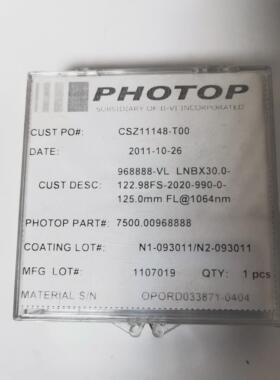 PHOTOP
SUBSIDIARY OF II-VI INCORPORATED
CUST PO#: CSZ11148-T00
DATE: 2011-10-26
968888-VL LNBX30.0-
CUST DESC: 122.98FS-2020-990-0-
125.0mm FL@1064nm
PHOTOP PART#: 7500.00968888
COATING LOT#: N1-093011/N2-093011
MFG LOT#: 1107019 QTY: 1 pcs
MATERIAL S/N OPORD033871-0404